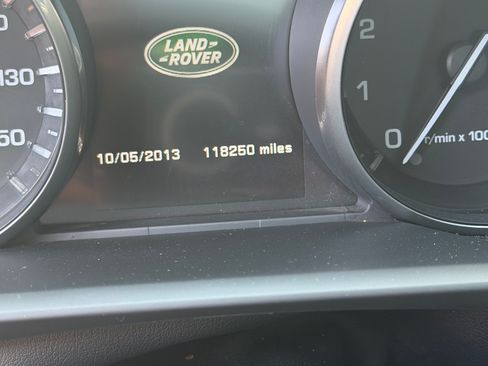 LAND-
ROVER
130
50
10/05/2013 118250 miles
2
1
0
r/min x 100